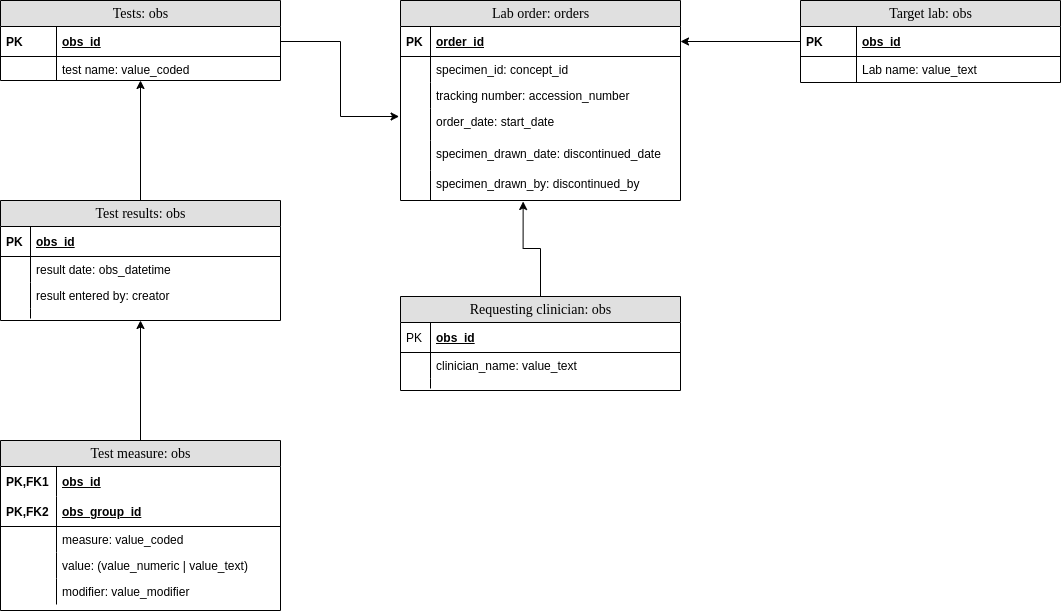 Tests: obs
PK obs_id
test name: value_coded
Lab order: orders
PK order_id
specimen_id: concept_id
tracking number: accession_number
order_date: start_date
specimen_drawn_date: discontinued_date
specimen_drawn_by: discontinued_by
Target lab: obs
PK obs_id
Lab name: value_text
Test results: obs
PK obs_id
result date: obs_datetime
result entered by: creator
Requesting clinician: obs
PK obs_id
clinician_name: value_text
Test measure: obs
PK,FK1 obs_id
PK,FK2 obs_group_id
measure: value_coded
value: (value_numeric | value_text)
modifier: value_modifier